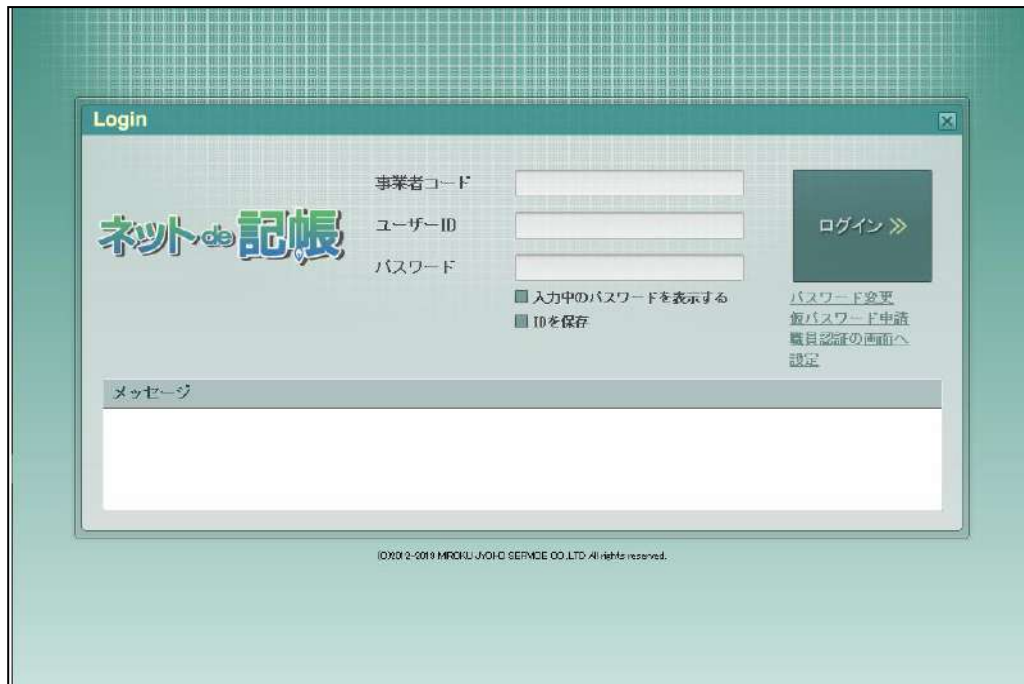 Login
事業者コード
ネットde記帳
ユーザーID
ログイン
パスワード
入力中のパスワードを表示する
IDを保存
パスワード変更
仮パスワード申請
職員認証の画面へ
設定
メッセージ
(C)2012-2019 MIROKU JYOHO SERVICE CO.,LTD All rights reserved.